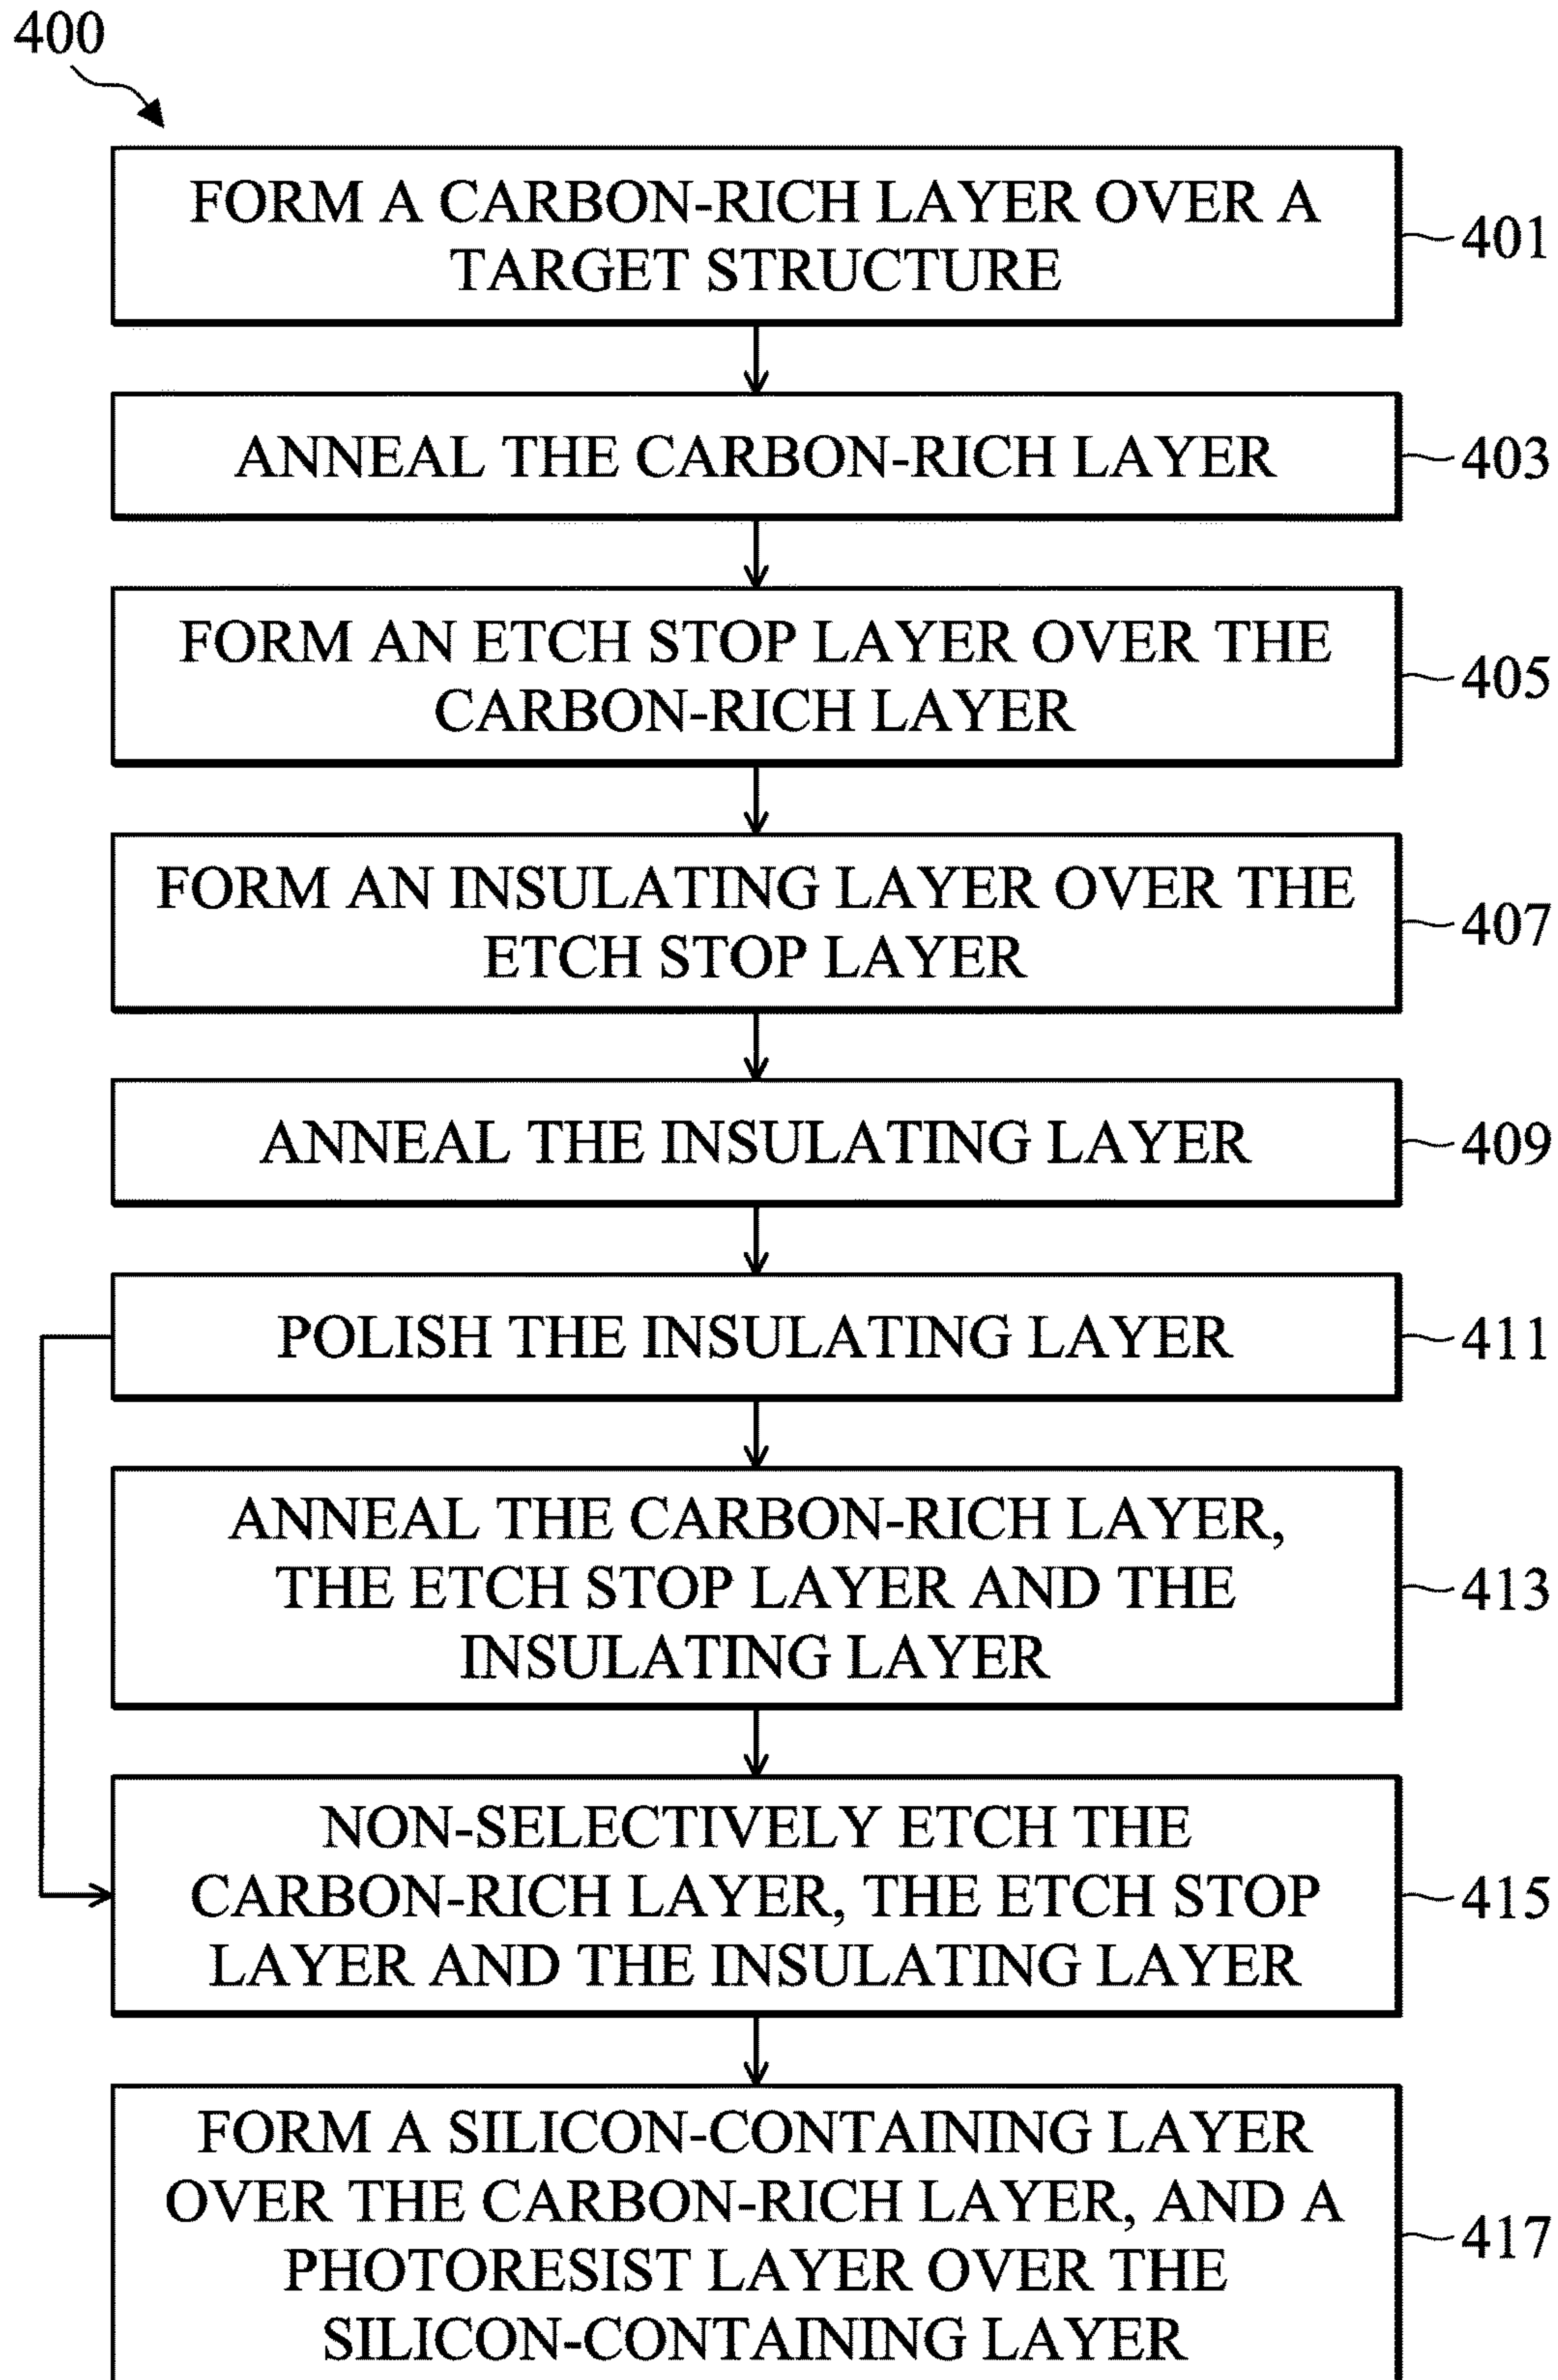 400
FORM A CARBON-RICH LAYER OVER A
TARGET STRUCTURE
401
ANNEAL THE CARBON-RICH LAYER
403
FORM AN ETCH STOP LAYER OVER THE
CARBON-RICH LAYER
405
FORM AN INSULATING LAYER OVER THE
ETCH STOP LAYER
407
ANNEAL THE INSULATING LAYER
409
POLISH THE INSULATING LAYER
411
ANNEAL THE CARBON-RICH LAYER,
THE ETCH STOP LAYER AND THE
INSULATING LAYER
413
NON-SELECTIVELY ETCH THE
CARBON-RICH LAYER, THE ETCH STOP
LAYER AND THE INSULATING LAYER
415
FORM A SILICON-CONTAINING LAYER
OVER THE CARBON-RICH LAYER, AND A
PHOTORESIST LAYER OVER THE
SILICON-CONTAINING LAYER
417